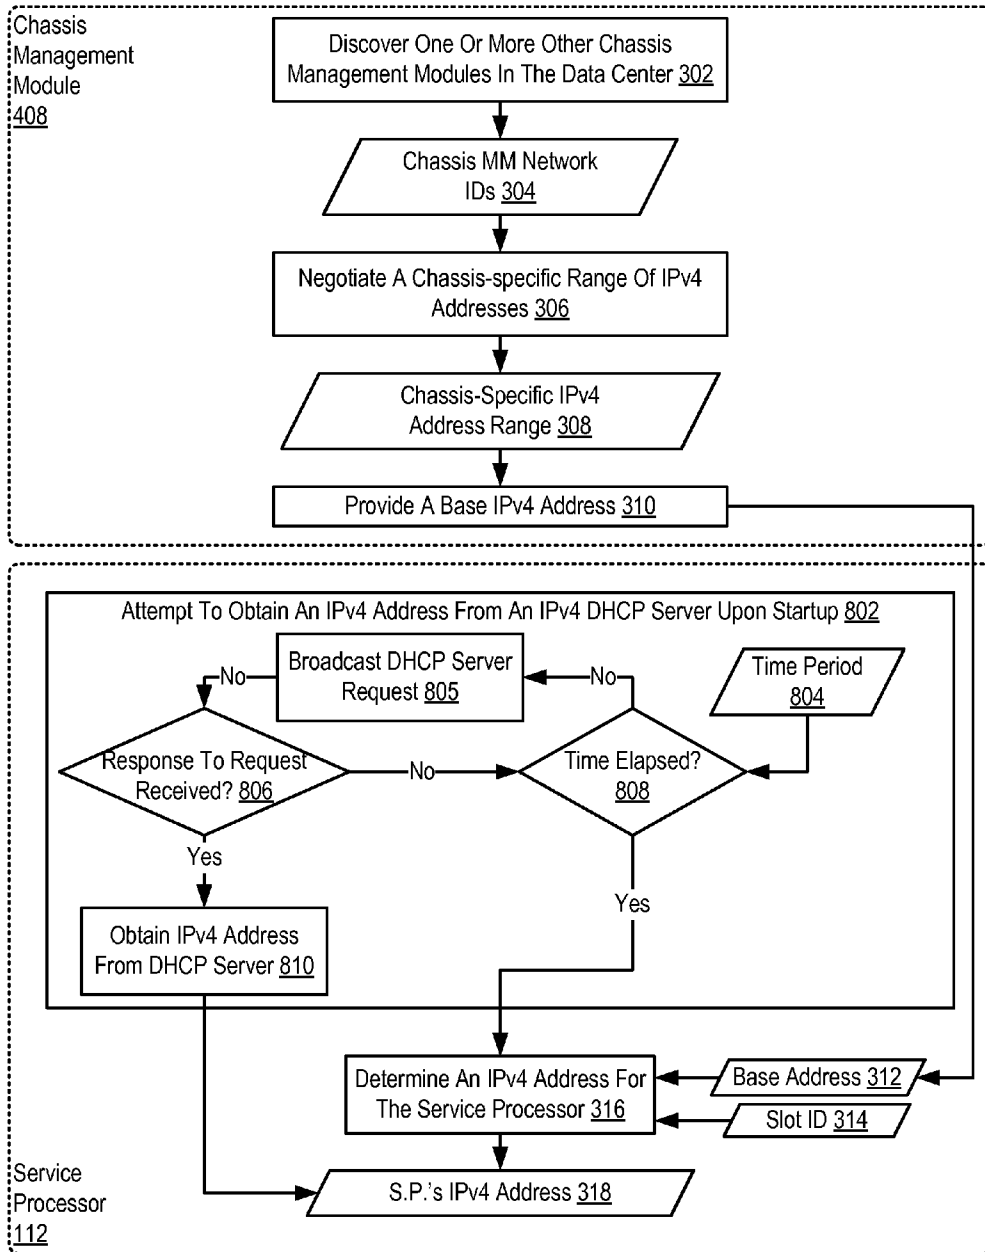 Chassis
Management
Module
408
Discover One Or More Other Chassis
Management Modules In The Data Center 302
Chassis MM Network
IDs 304
Negotiate A Chassis-specific Range Of IPv4
Addresses 306
Chassis-Specific IPv4
Address Range 308
Provide A Base IPv4 Address 310
Attempt To Obtain An IPv4 Address From An IPv4 DHCP Server Upon Startup 802
Broadcast DHCP Server
Request 805
No
No
Time Period
804
Response To Request
Received? 806
No
Time Elapsed?
808
Yes
Yes
Obtain IPv4 Address
From DHCP Server 810
Determine An IPv4 Address For
The Service Processor 316
Base Address 312
Slot ID 314
S.P.'s IPv4 Address 318
Service
Processor
112